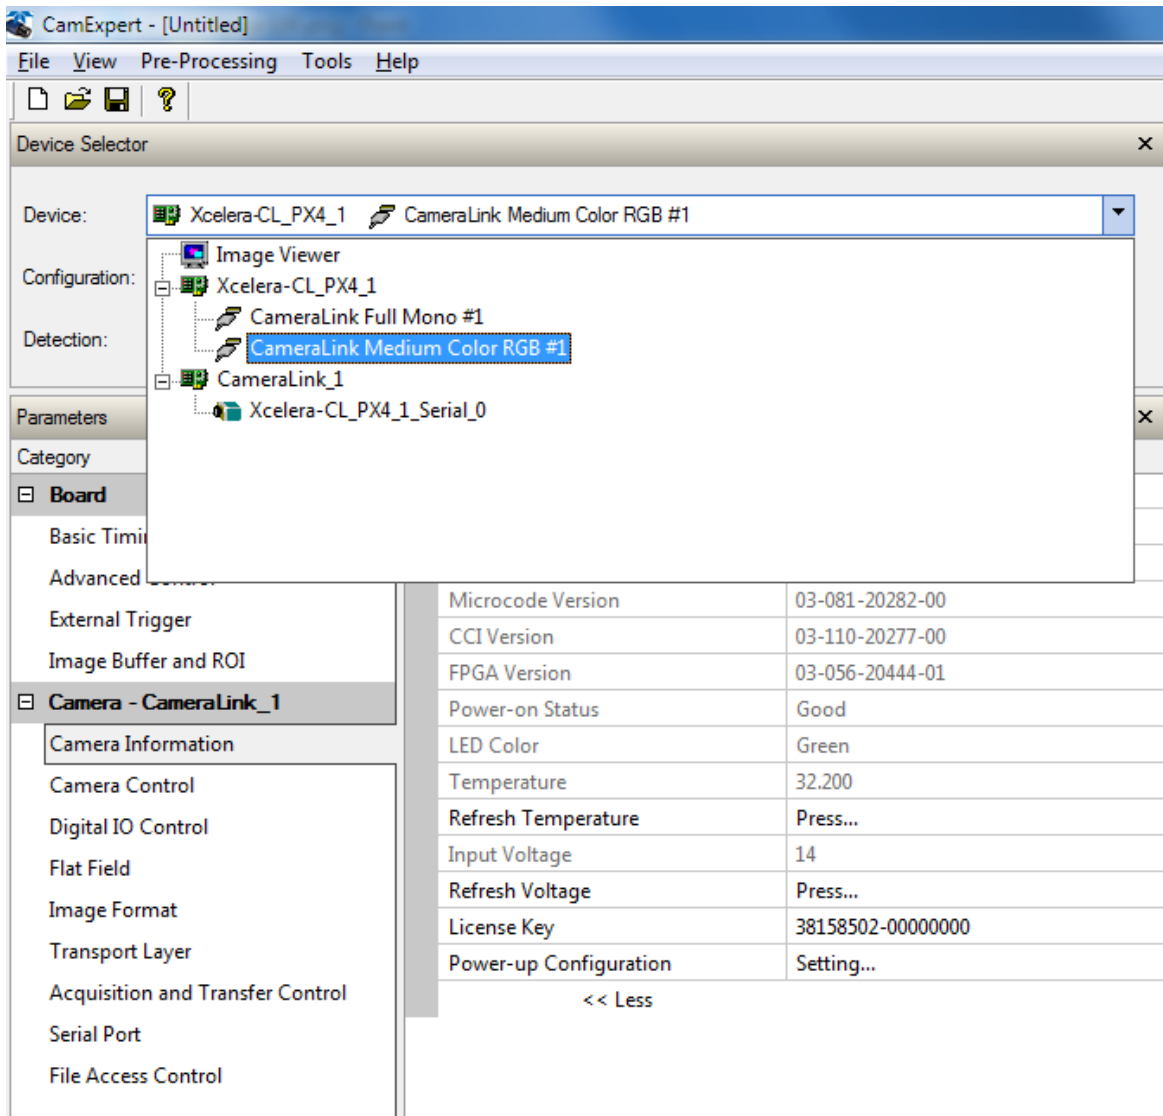 CamExpert - [Untitled]
File View Pre-Processing Tools Help
Device Selector
Device: Xcelera-CL_PX4_1 CameraLink Medium Color RGB #1
Image Viewer
Configuration:
Xcelera-CL_PX4_1
CameraLink Full Mono #1
Detection:
CameraLink Medium Color RGB #1
CameraLink_1
Xcelera-CL_PX4_1_Serial_0
Parameters
Category
Board
Basic Timi
Advanced
External Trigger
Image Buffer and ROI
Camera - CameraLink_1
Camera Information
Camera Control
Digital IO Control
Flat Field
Image Format
Transport Layer
Acquisition and Transfer Control
Serial Port
File Access Control
Microcode Version 03-081-20282-00
CCI Version 03-110-20277-00
FPGA Version 03-056-20444-01
Power-on Status Good
LED Color Green
Temperature 32.200
Refresh Temperature Press...
Input Voltage 14
Refresh Voltage Press...
License Key 38158502-00000000
Power-up Configuration Setting...
<< Less